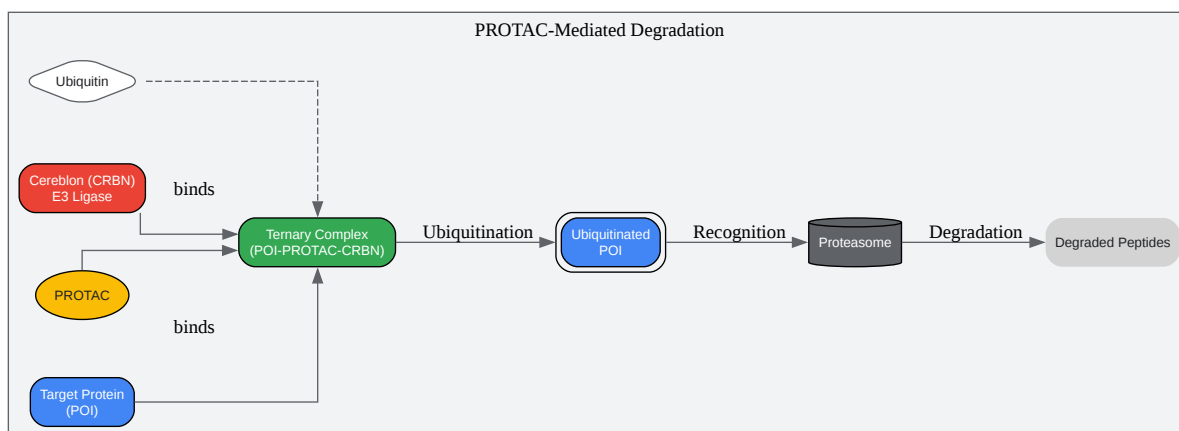 PROTAC-Mediated Degradation
Ubiquitin
Cereblon (CRBN)
E3 Ligase
binds
PROTAC
binds
Target Protein
(POI)
Ternary Complex
(POI-PROTAC-CRBN)
Ubiquitination
Ubiquitinated
POI
Recognition
Proteasome
Degradation
Degraded Peptides